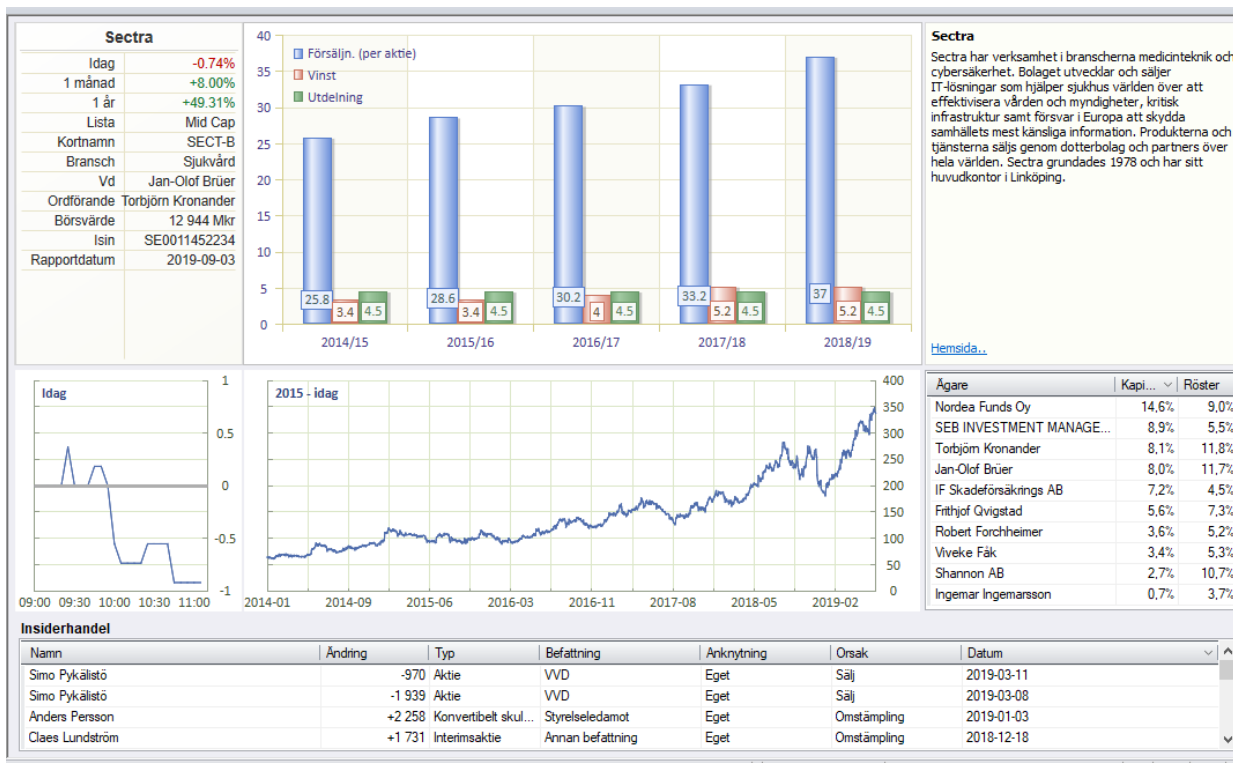 Sectra
Idag -0.74%
1 månad +8.00%
1 år +49.31%
Lista Mid Cap
Kortnamn SECT-B
Bransch Sjukvård
Vd Jan-Olof Brüer
Ordförande Torbjörn Kronander
Börsvärde 12 944 Mkr
Isin SE0011452234
Rapportdatum 2019-09-03
40
35
30
25
20
15
10
5
0
Försäljn. (per aktie)
Vinst
Utdelning
25.8 3.4 4.5
28.6 3.4 4.5
30.2 4 4.5
33.2 5.2 4.5
37 5.2 4.5
2014/15 2015/16 2016/17 2017/18 2018/19
Sectra
Sectra har verksamhet i branscherna medicinteknik och
cybersäkerhet. Bolaget utvecklar och säljer
IT-lösningar som hjälper sjukhus världen över att
effektivisera vården och myndigheter, kritisk
infrastruktur samt försvar i Europa att skydda
samhällets mest känsliga information. Produkterna och
tjänsterna säljs genom dotterbolag och partners över
hela världen. Sectra grundades 1978 och har sitt
huvudkontor i Linköping.
Hemsida..
Idag
1
0.5
0
-0.5
-1
09:00 09:30 10:00 10:30 11:00
2015 - idag
400
350
300
250
200
150
100
50
0
2014-01 2014-09 2015-06 2016-03 2016-11 2017-08 2018-05 2019-02
Ägare Kapi... Röster
Nordea Funds Oy 14,6% 9,0%
SEB INVESTMENT MANAGE... 8,9% 5,5%
Torbjörn Kronander 8,1% 11,8%
Jan-Olof Brüer 8,0% 11,7%
IF Skadeförsäkrings AB 7,2% 4,5%
Frithjof Qvigstad 5,6% 7,3%
Robert Forchheimer 3,6% 5,2%
Viveke Fåk 3,4% 5,3%
Shannon AB 2,7% 10,7%
Ingemar Ingemarsson 0,7% 3,7%
Insiderhandel
Namn Ändring Typ Befattning Anknytning Orsak Datum
Simo Pykälistö -970 Aktie VVD Eget Sälj 2019-03-11
Simo Pykälistö -1 939 Aktie VVD Eget Sälj 2019-03-08
Anders Persson +2 258 Konvertibelt skul... Styrelseledamot Eget Omstämpling 2019-01-03
Claes Lundström +1 731 Interimsaktie Annan befattning Eget Omstämpling 2018-12-18